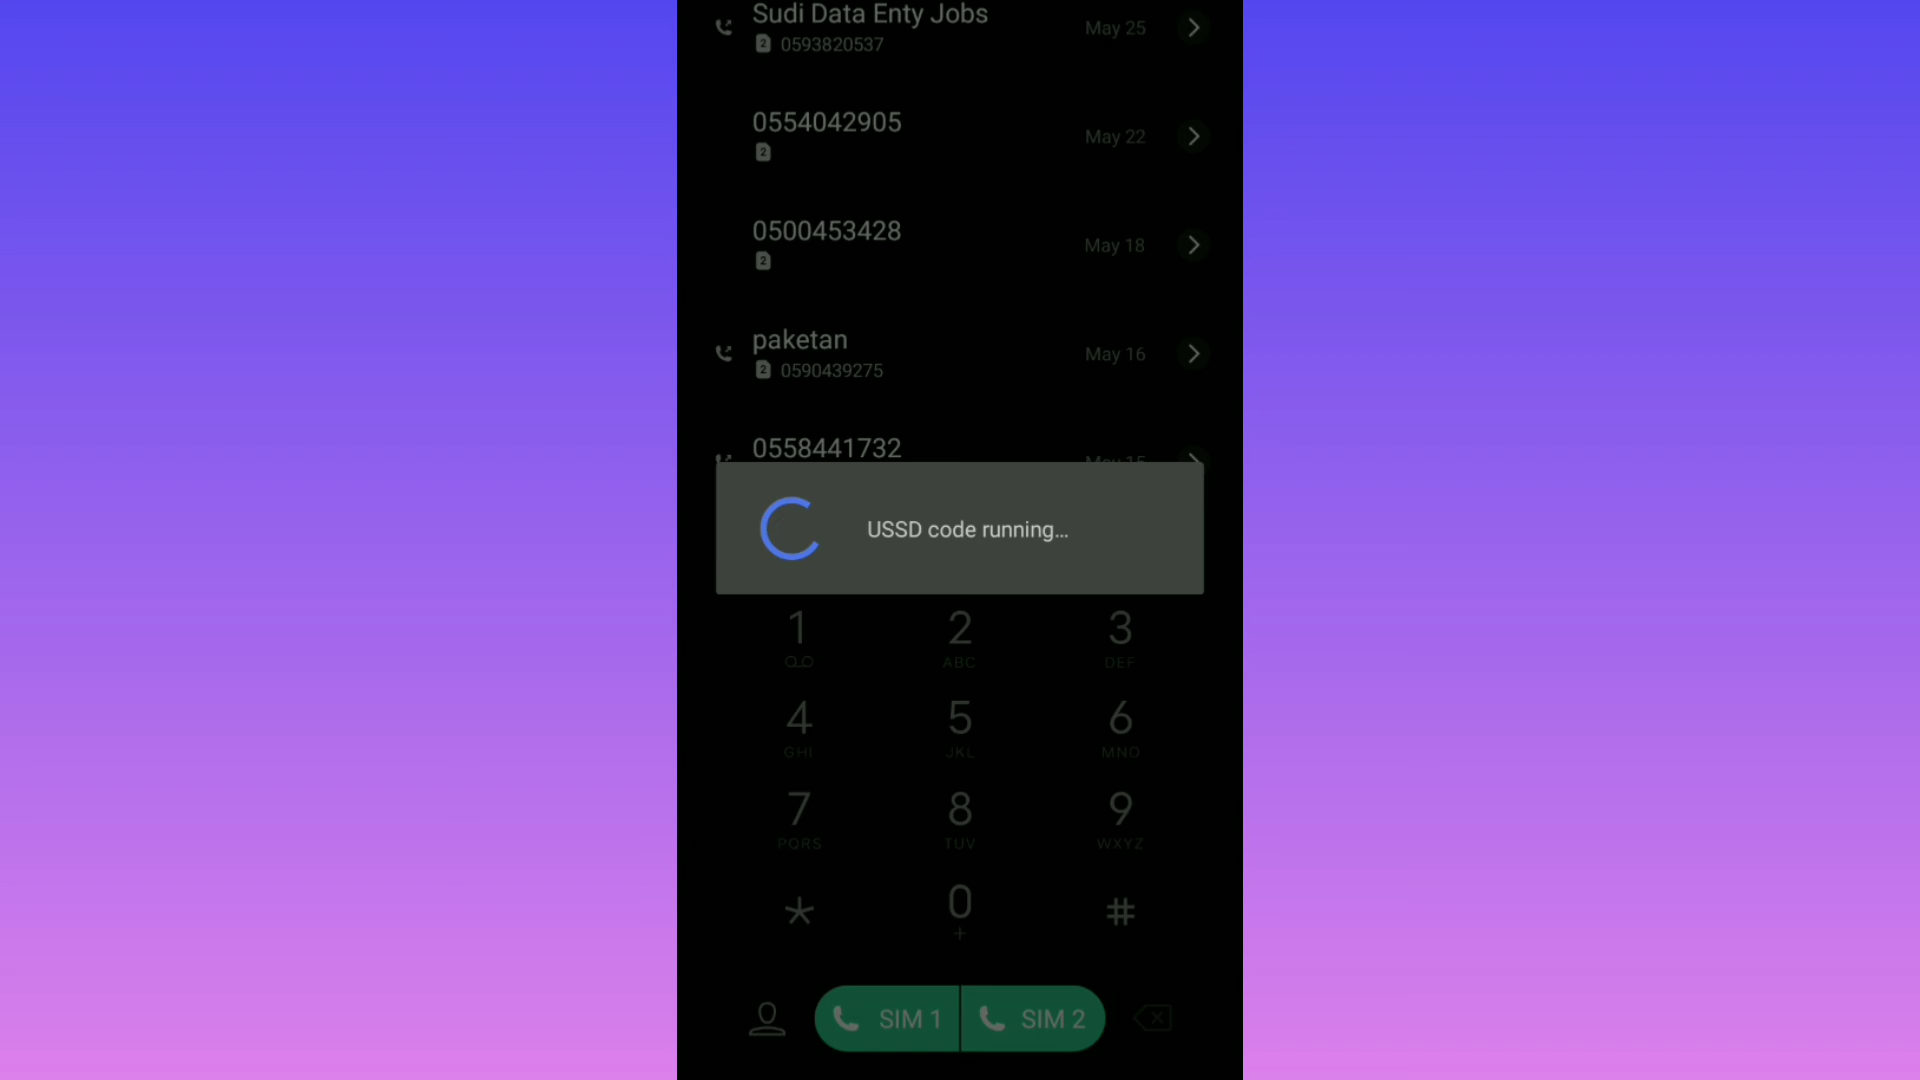 Sudi Data Enty Jobs
2 0593820537
May 25
0554042905
2
May 22
0500453428
2
May 18
paketan
2 0590439275
May 16
0558441732
May 15
USSD code running...
1 2 3
ABC DEF
4 5 6
GHI JKL MNO
7 8 9
PQRS TUV WXYZ
* 0 #
+
SIM 1 SIM 2